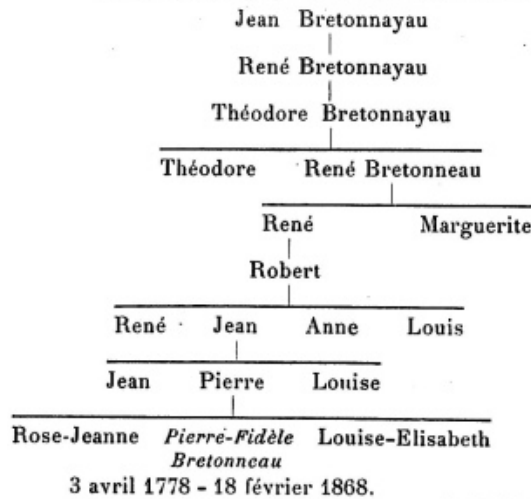 Jean Bretonnayau
René Bretonnayau
Théodore Bretonnayau
Théodore René Bretonneau
René Marguerite
Robert
René Jean Anne Louis
Jean Pierre Louise
Rose-Jeanne Pierre-Fidèle Louise-Elisabeth
Bretonneau
3 avril 1778 - 18 février 1868.